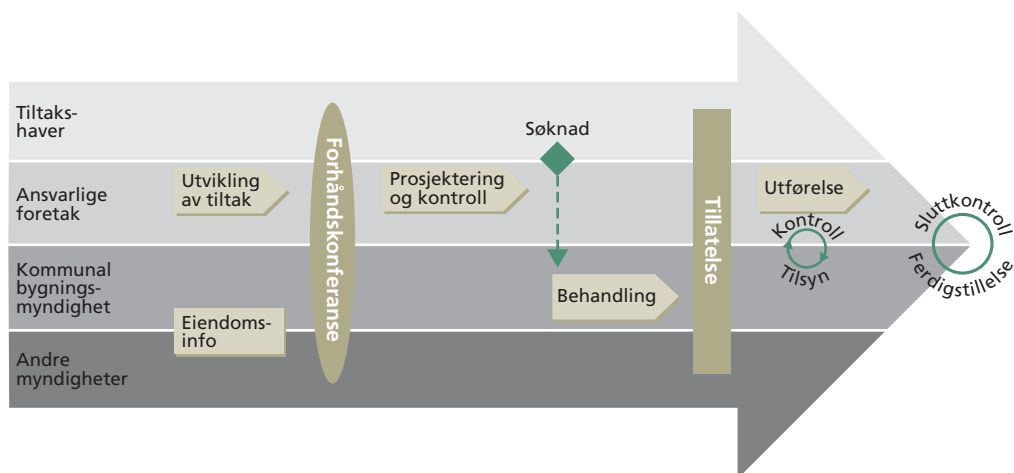 Tiltaks-
haver
Søknad
Ansvarlige
foretak
Utvikling
av tiltak
Forhåndskonferanse
Prosjektering
og kontroll
Tillatelse
Utførelse
Kontroll
Tilsyn
Sluttkontroll
Ferdigstillelse
Kommunal
bygnings-
myndighet
Behandling
Eiendoms-
info
Andre
myndigheter